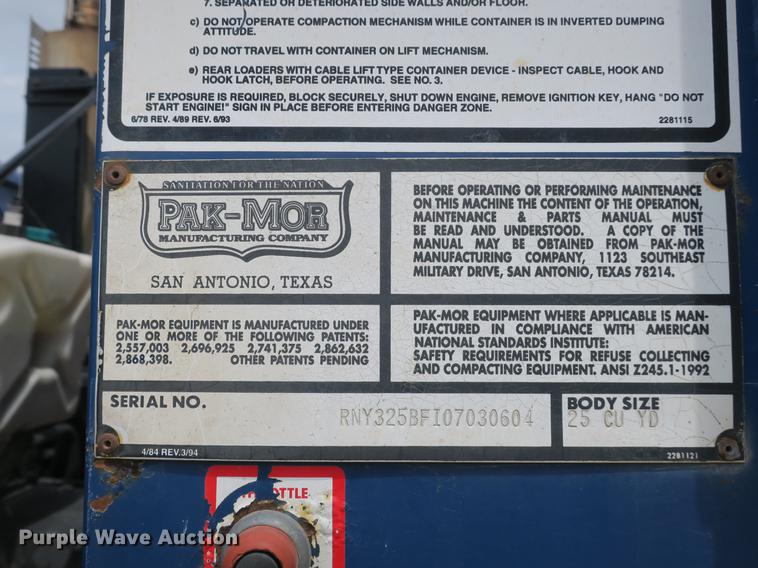 7. SEPARATED OR DETERIORATED SIDE WALLS AND/OR FLOOR.
c) DO NOT OPERATE COMPACTION MECHANISM WHILE CONTAINER IS IN INVERTED DUMPING
ATTITUDE.
d) DO NOT TRAVEL WITH CONTAINER ON LIFT MECHANISM.
e) REAR LOADERS WITH CABLE LIFT TYPE CONTAINER DEVICE - INSPECT CABLE, HOOK AND
HOOK LATCH, BEFORE OPERATING. SEE NO. 3.
IF EXPOSURE IS REQUIRED, BLOCK SECURELY, SHUT DOWN ENGINE, REMOVE IGNITION KEY, HANG "DO NOT
START ENGINE!" SIGN IN PLACE BEFORE ENTERING DANGER ZONE.
6/78 REV. 4/89 REV. 6/93 2281115
SANITATION FOR THE NATION
PAK-MOR
MANUFACTURING COMPANY
SAN ANTONIO, TEXAS
BEFORE OPERATING OR PERFORMING MAINTENANCE
ON THIS MACHINE THE CONTENT OF THE OPERATION,
MAINTENANCE & PARTS MANUAL MUST
BE READ AND UNDERSTOOD. A COPY OF THE
MANUAL MAY BE OBTAINED FROM PAK-MOR
MANUFACTURING COMPANY, 1123 SOUTHEAST
MILITARY DRIVE, SAN ANTONIO, TEXAS 78214.
PAK-MOR EQUIPMENT IS MANUFACTURED UNDER
ONE OR MORE OF THE FOLLOWING PATENTS:
2,557,003 2,696,925 2,741,375 2,862,632
2,868,398. OTHER PATENTS PENDING
PAK-MOR EQUIPMENT WHERE APPLICABLE IS MAN-
UFACTURED IN COMPLIANCE WITH AMERICAN
NATIONAL STANDARDS INSTITUTE:
SAFETY REQUIREMENTS FOR REFUSE COLLECTING
AND COMPACTING EQUIPMENT. ANSI Z245.1-1992
SERIAL NO.
RNY325BFI07030604
BODY SIZE
25 CU YD
4/84 REV.3/94 2281121
Purple Wave Auction